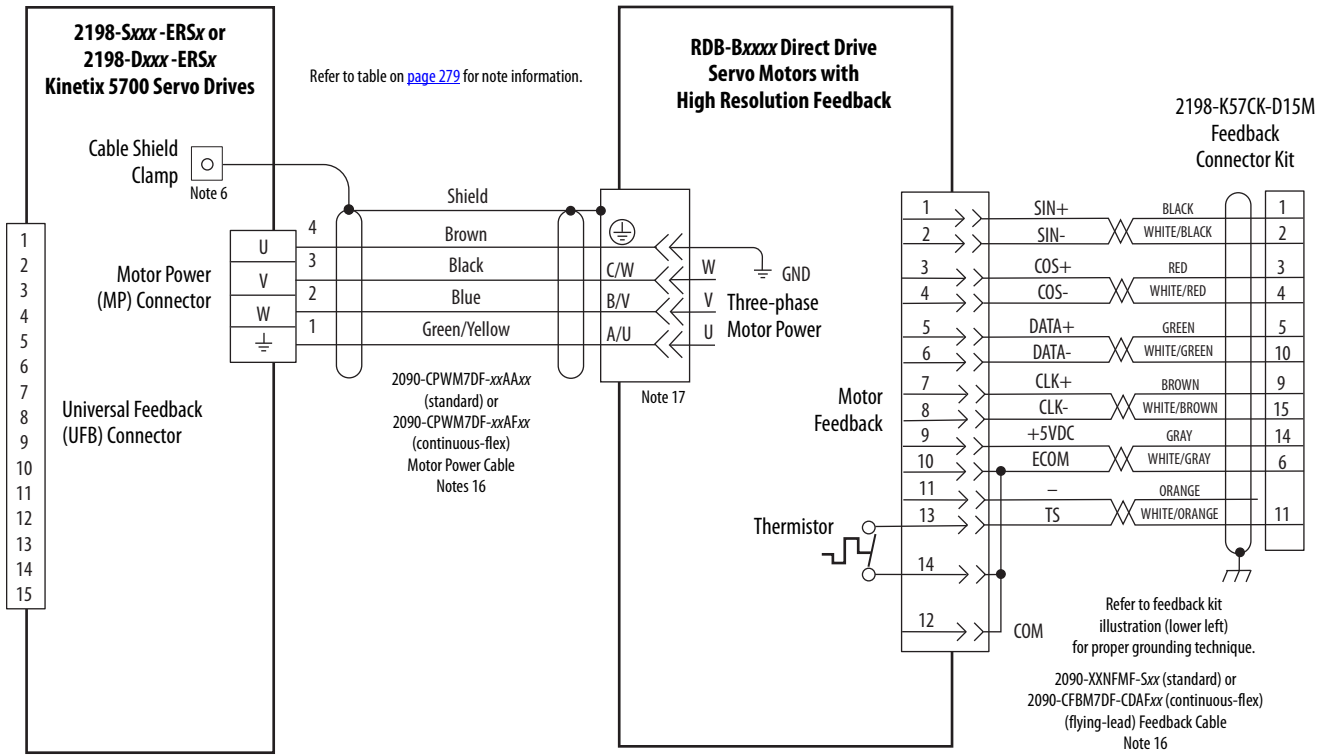 2198-Sxxx -ERSx or
2198-Dxxx -ERSx
Kinetix 5700 Servo Drives
Refer to table on page 279 for note information.
RDB-Bxxxx Direct Drive
Servo Motors with
High Resolution Feedback
2198-K57CK-D15M
Feedback
Connector Kit
Cable Shield
Clamp
Note 6
Shield
Motor Power
(MP) Connector
U
V
W
4
3
2
1
Brown
Black
Blue
Green/Yellow
C/W
B/V
A/U
W
V
U
GND
Three-phase
Motor Power
Note 17
2090-CPWM7DF-xxAAxx
(standard) or
2090-CPWM7DF-xxAFxx
(continuous-flex)
Motor Power Cable
Notes 16
1
2
3
4
5
6
7
8
9
10
11
12
13
14
15
Universal Feedback
(UFB) Connector
Motor
Feedback
Thermistor
1 SIN+ BLACK 1
2 SIN- WHITE/BLACK 2
3 COS+ RED 3
4 COS- WHITE/RED 4
5 DATA+ GREEN 5
6 DATA- WHITE/GREEN 10
7 CLK+ BROWN 9
8 CLK- WHITE/BROWN 15
9 +5VDC GRAY 14
10 ECOM WHITE/GRAY 6
11 – ORANGE
13 TS WHITE/ORANGE 11
14
12 COM
Refer to feedback kit
illustration (lower left)
for proper grounding technique.
2090-XXNFMF-Sxx (standard) or
2090-CFBM7DF-CDAFxx (continuous-flex)
(flying-lead) Feedback Cable
Note 16